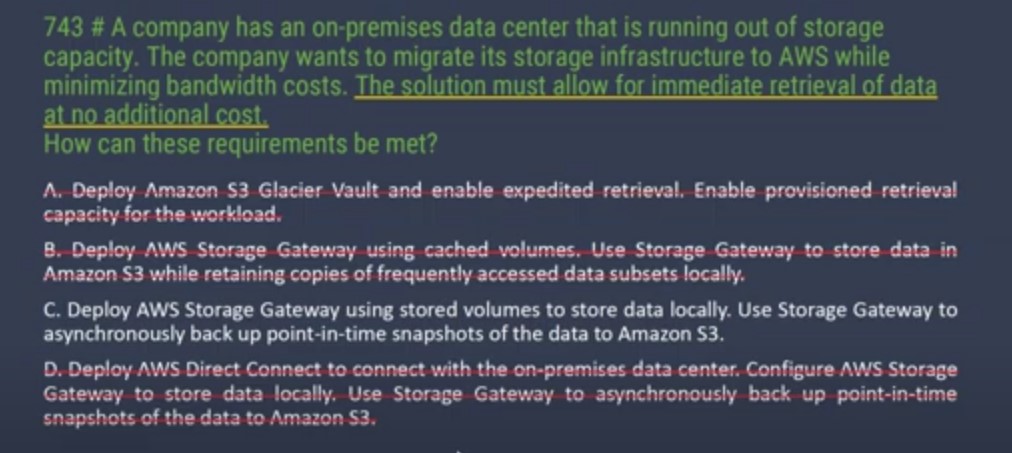 743 # A company has an on-premises data center that is running out of storage
capacity. The company wants to migrate its storage infrastructure to AWS while
minimizing bandwidth costs. The solution must allow for immediate retrieval of data
at no additional cost.
How can these requirements be met?
A. Deploy Amazon S3 Glacier Vault and enable expedited retrieval. Enable provisioned retrieval
capacity for the workload.
B. Deploy AWS Storage Gateway using cached volumes. Use Storage Gateway to store data in
Amazon S3 while retaining copies of frequently accessed data subsets locally.
C. Deploy AWS Storage Gateway using stored volumes to store data locally. Use Storage Gateway to
asynchronously back up point-in-time snapshots of the data to Amazon S3.
D. Deploy AWS Direct Connect to connect with the on-premises data center. Configure AWS Storage
Gateway to store data locally. Use Storage Gateway to asynchronously back up point-in-time
snapshots of the data to Amazon S3.